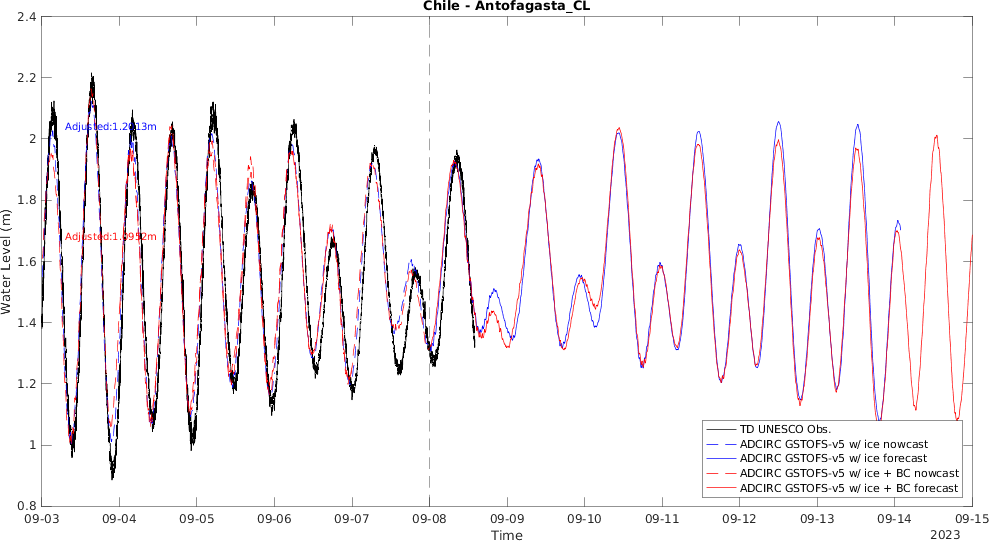 Chile - Antofagasta_CL
2.4
2.2
2
1.8
1.6
1.4
1.2
1
0.8
Water Level (m)
Adjusted:1.2013m
Adjusted:1.0952m
TD UNESCO Obs.
ADCIRC GSTOFS-v5 w/ ice nowcast
ADCIRC GSTOFS-v5 w/ ice forecast
ADCIRC GSTOFS-v5 w/ ice + BC nowcast
ADCIRC GSTOFS-v5 w/ ice + BC forecast
09-03 09-04 09-05 09-06 09-07 09-08 09-09 09-10 09-11 09-12 09-13 09-14 09-15
Time
2023